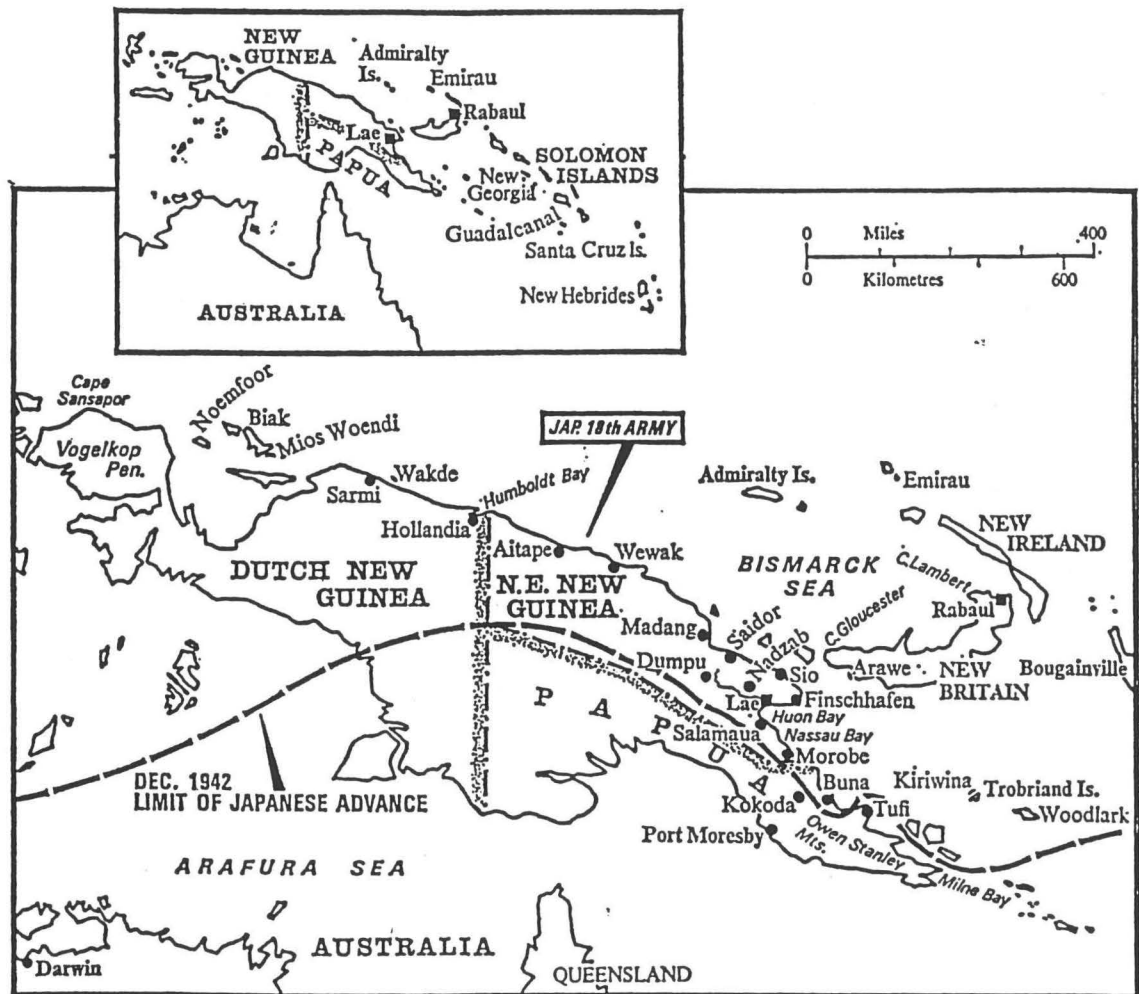 NEW
GUINEA
Admiralty
Is.
Emirau
Rabaul
Lae
PAPUA
SOLOMON
ISLANDS
New
Georgia
Guadalcanal
Santa Cruz Is.
New Hebrides
AUSTRALIA
0 Miles 400
0 Kilometres 600
Cape
Sansapor
Vogelkop
Pen.
Noemfoor
Biak
Mios Woendi
JAP. 18th ARMY
Sarmi
Wakde
Humboldt Bay
Hollandia
Aitape
Wewak
Admiralty Is.
Emirau
NEW
IRELAND
BISMARCK
SEA
C. Lambert
Rabaul
DUTCH NEW
GUINEA
N.E. NEW
GUINEA
Madang
Saidor
C. Gloucester
Dumpu
Nadzab
Sio
Arawe
NEW
BRITAIN
Bougainville
Lae
Finschhafen
Huon Bay
Salamaua
Nassau Bay
Morobe
PAPUA
DEC. 1942
LIMIT OF JAPANESE ADVANCE
Buna
Kiriwina
Trobriand Is.
Kokoda
Tufi
Woodlark
Port Moresby
Owen Stanley
Mts.
Milne Bay
ARAFURA SEA
AUSTRALIA
Darwin
QUEENSLAND